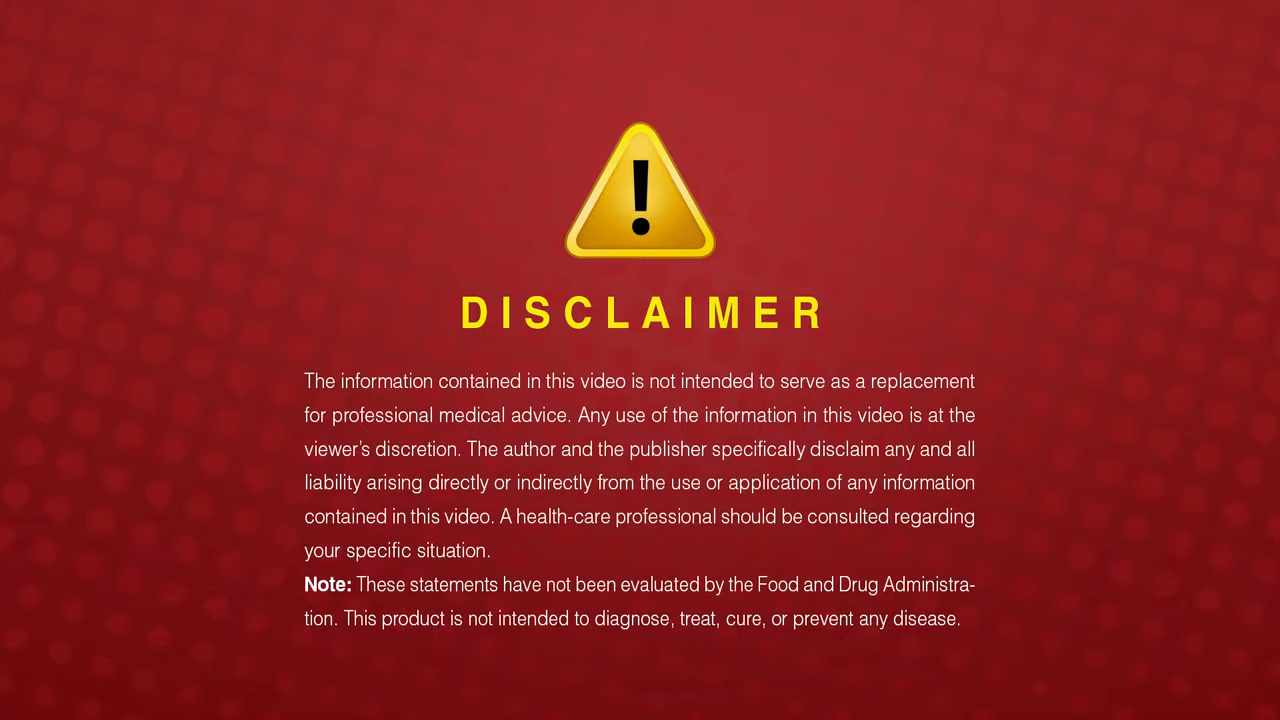 !
DISCLAIMER
The information contained in this video is not intended to serve as a replacement
for professional medical advice. Any use of the information in this video is at the
viewer's discretion. The author and the publisher specifically disclaim any and all
liability arising directly or indirectly from the use or application of any information
contained in this video. A health-care professional should be consulted regarding
your specific situation.
Note: These statements have not been evaluated by the Food and Drug Administra-
tion. This product is not intended to diagnose, treat, cure, or prevent any disease.